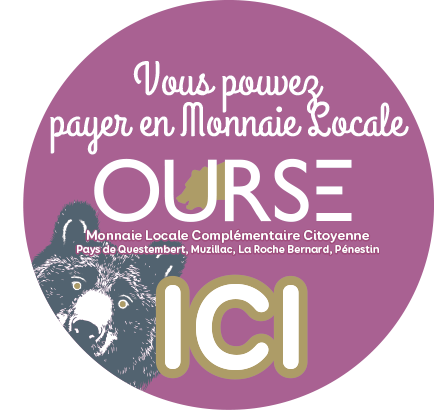 Vous pouvez
payer en Monnaie Locale
OURSE
Monnaie Locale Complémentaire Citoyenne
Pays de Questembert, Muzillac, La Roche Bernard, Pénestin
ICI